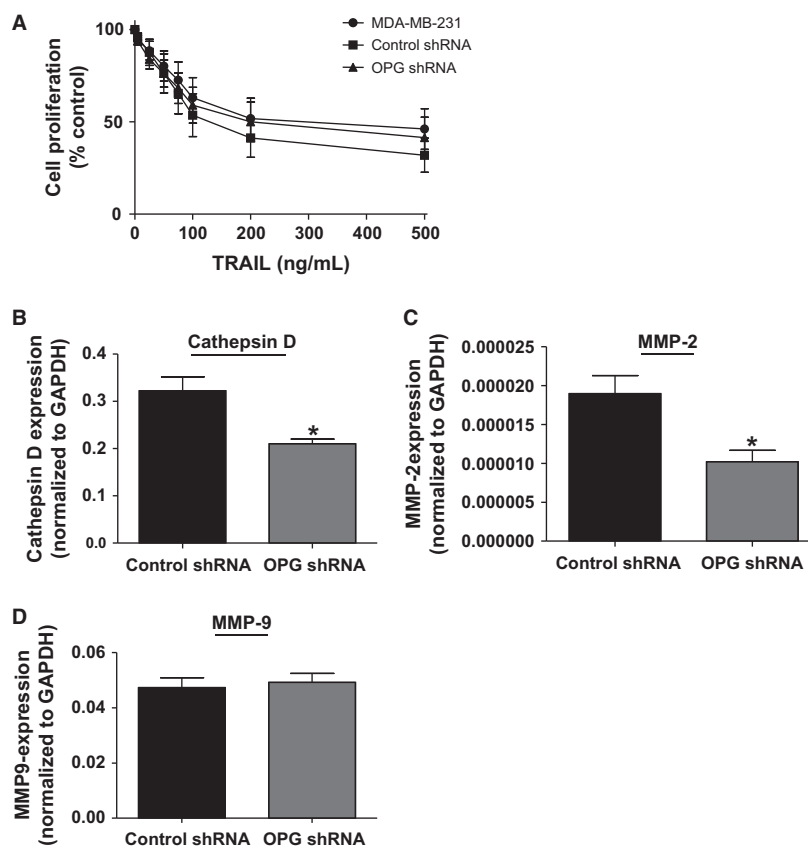 A
MDA-MB-231
Control shRNA
OPG shRNA
Cell proliferation
(% control)
100
50
0
0
100
200
300
400
500
TRAIL (ng/mL)
B
Cathepsin D
Cathepsin D expression
(normalized to GAPDH)
0.4
0.3
0.2
0.1
0.0
*
Control shRNA
OPG shRNA
C
MMP-2
MMP-2expression
(normalized to GAPDH)
0.000025
0.000020
0.000015
0.000010
0.000005
0.000000
*
Control shRNA
OPG shRNA
D
MMP-9
MMP9-expression
(normalized to GAPDH)
0.06
0.04
0.02
0.00
Control shRNA
OPG shRNA